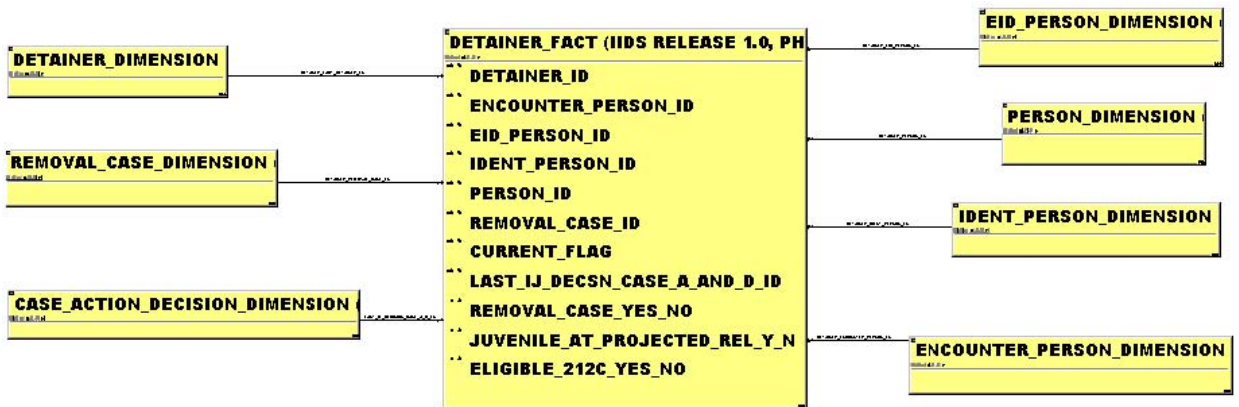 DETAINER_DIMENSION
REMOVAL_CASE_DIMENSION
CASE_ACTION_DECISION_DIMENSION
DETAINER_FACT (IIDS RELEASE 1.0, PH
DETAINER_ID
ENCOUNTER_PERSON_ID
EID_PERSON_ID
IDENT_PERSON_ID
PERSON_ID
REMOVAL_CASE_ID
CURRENT_FLAG
LAST_IJ_DECSN_CASE_A_AND_D_ID
REMOVAL_CASE_YES_NO
JUVENILE_AT_PROJECTED_REL_Y_N
ELIGIBLE_212C_YES_NO
EID_PERSON_DIMENSION
PERSON_DIMENSION
IDENT_PERSON_DIMENSION
ENCOUNTER_PERSON_DIMENSION